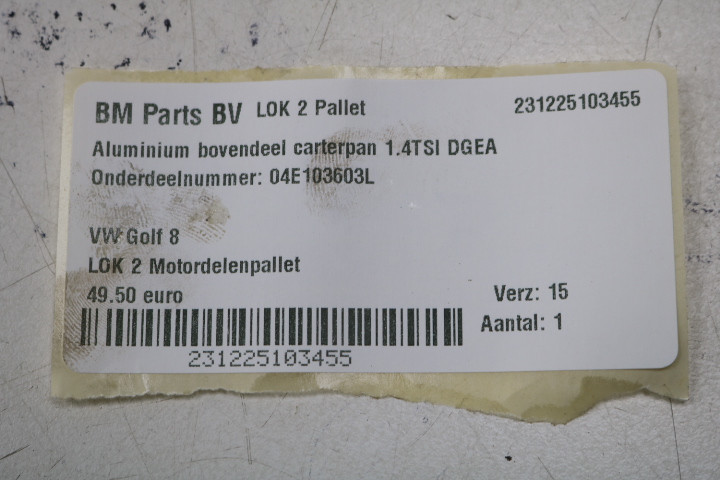 BM Parts BV LOK 2 Pallet 231225103455
Aluminium bovendeel carterpan 1.4TSI DGEA
Onderdeelnummer: 04E103603L
VW Golf 8
LOK 2 Motordelenpallet
49.50 euro Verz: 15
Aantal: 1
231225103455